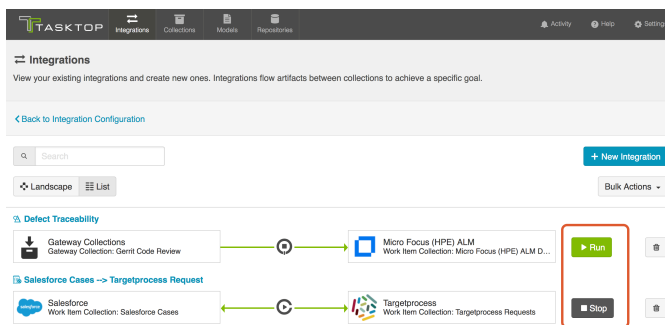 TASKTOP
Integrations
Collections
Models
Repositories
Activity
Help
Setting
Integrations
View your existing integrations and create new ones. Integrations flow artifacts between collections to achieve a specific goal.
Back to Integration Configuration
Search
+ New Integration
Landscape
List
Bulk Actions
Defect Traceability
Gateway Collections
Gateway Collection: Gerrit Code Review
Micro Focus (HPE) ALM
Work Item Collection: Micro Focus (HPE) ALM D...
Run
Salesforce Cases --> Targetprocess Request
salesforce
Salesforce
Work Item Collection: Salesforce Cases
Targetprocess
Work Item Collection: Targetprocess Requests
Stop